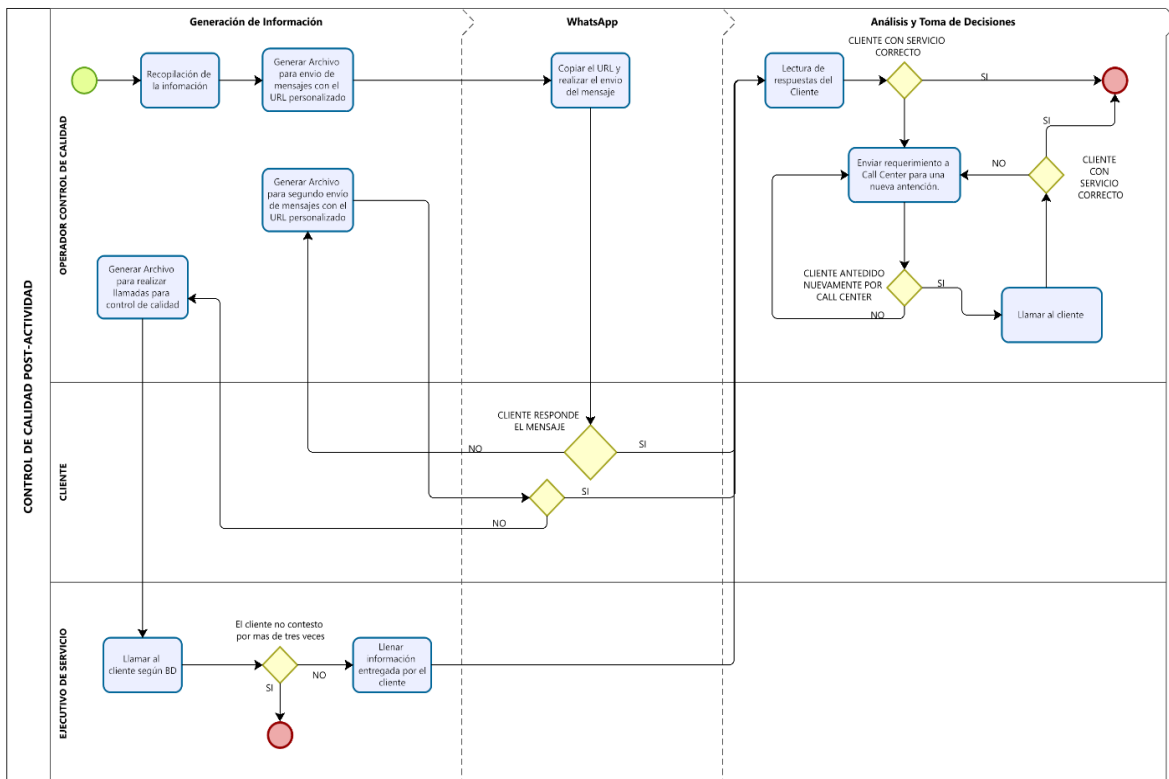 Generación de Información
WhatsApp
Análisis y Toma de Decisiones
CONTROL DE CALIDAD POST-ACTIVIDAD
OPERADOR CONTROL DE CALIDAD
Recopilación de
la infomación
Generar Archivo
para envio de
mensajes con el
URL personalizado
Copiar el URL y
realizar el envio
del mensaje
Lectura de
respuestas del
Cliente
CLIENTE CON SERVICIO
CORRECTO
SI
SI
Generar Archivo
para segundo envio
de mensajes con el
URL personalizado
Enviar requerimiento a
Call Center para una
nueva antención.
NO
CLIENTE
CON
SERVICIO
CORRECTO
Generar Archivo
para realizar
llamadas para
control de calidad
CLIENTE ANTEDIDO
NUEVAMENTE POR
CALL CENTER
SI
NO
Llamar al cliente
CLIENTE
CLIENTE RESPONDE
EL MENSAJE
NO
SI
SI
NO
EJECUTIVO DE SERVICIO
Llamar al
cliente según BD
El cliente no contesto
por mas de tres veces
NO
SI
Llenar
información
entregada por el
cliente